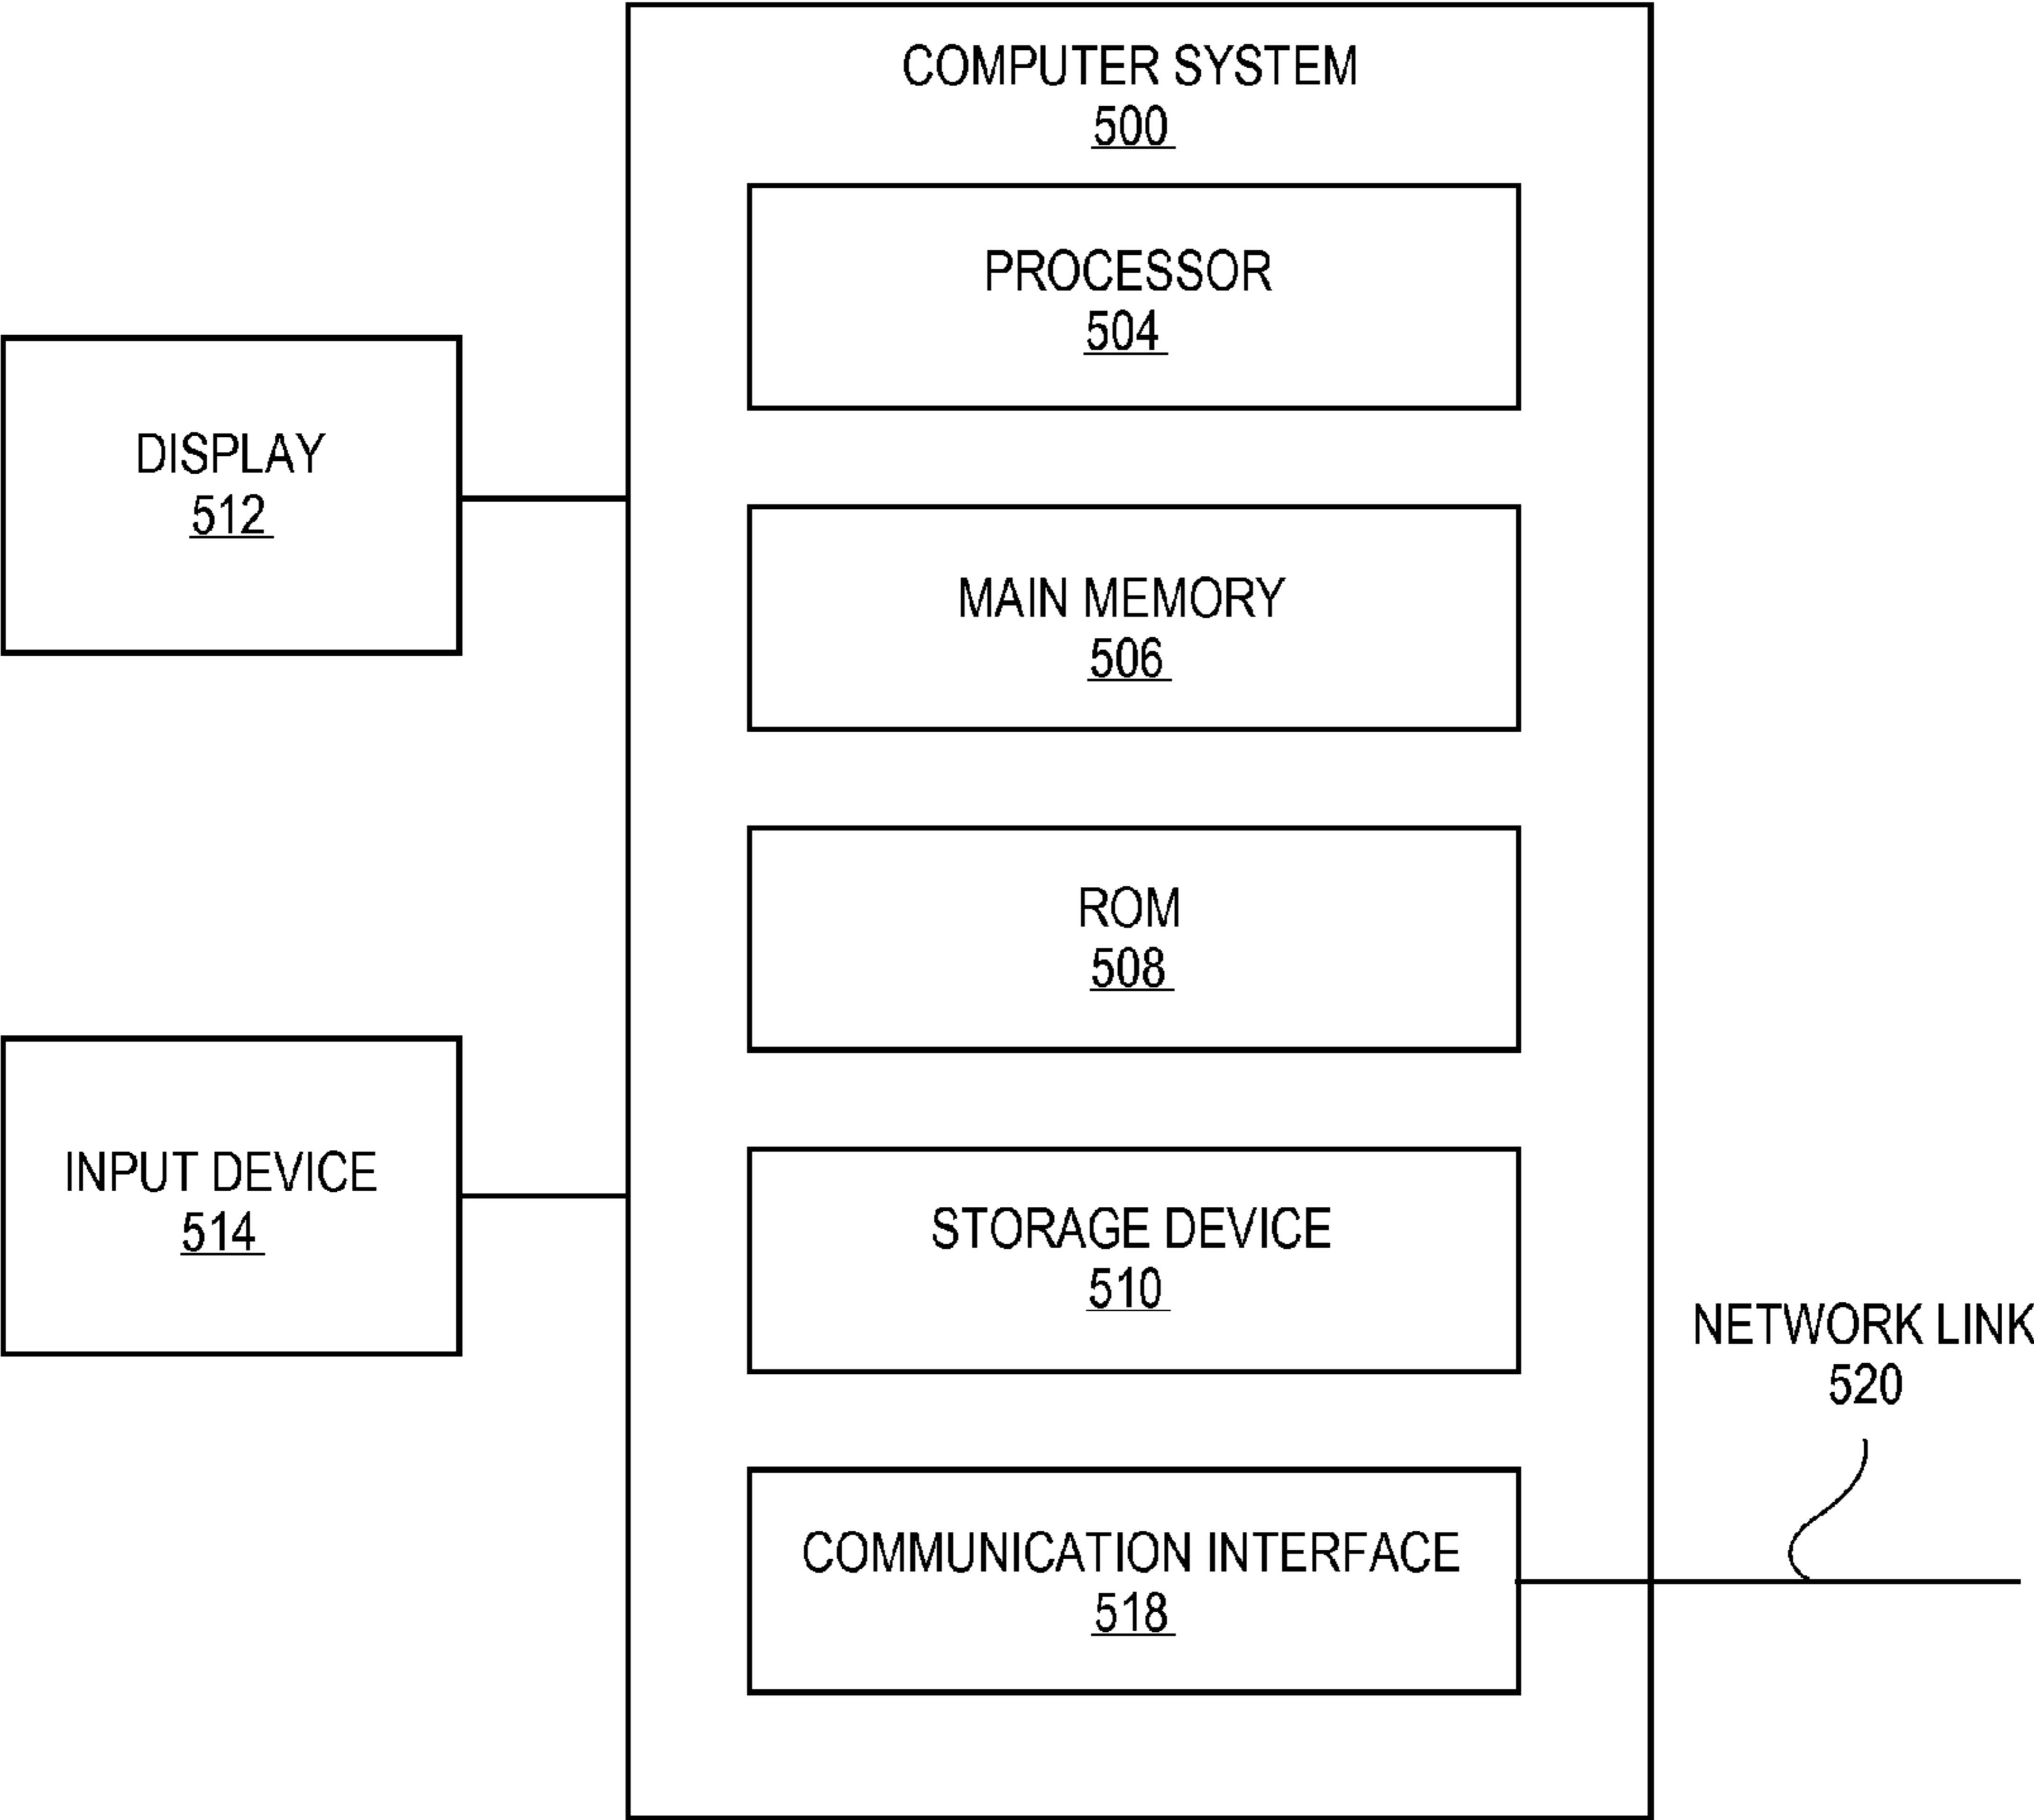 COMPUTER SYSTEM
500
PROCESSOR
504
DISPLAY
512
MAIN MEMORY
506
ROM
508
INPUT DEVICE
514
STORAGE DEVICE
510
NETWORK LINK
520
COMMUNICATION INTERFACE
518